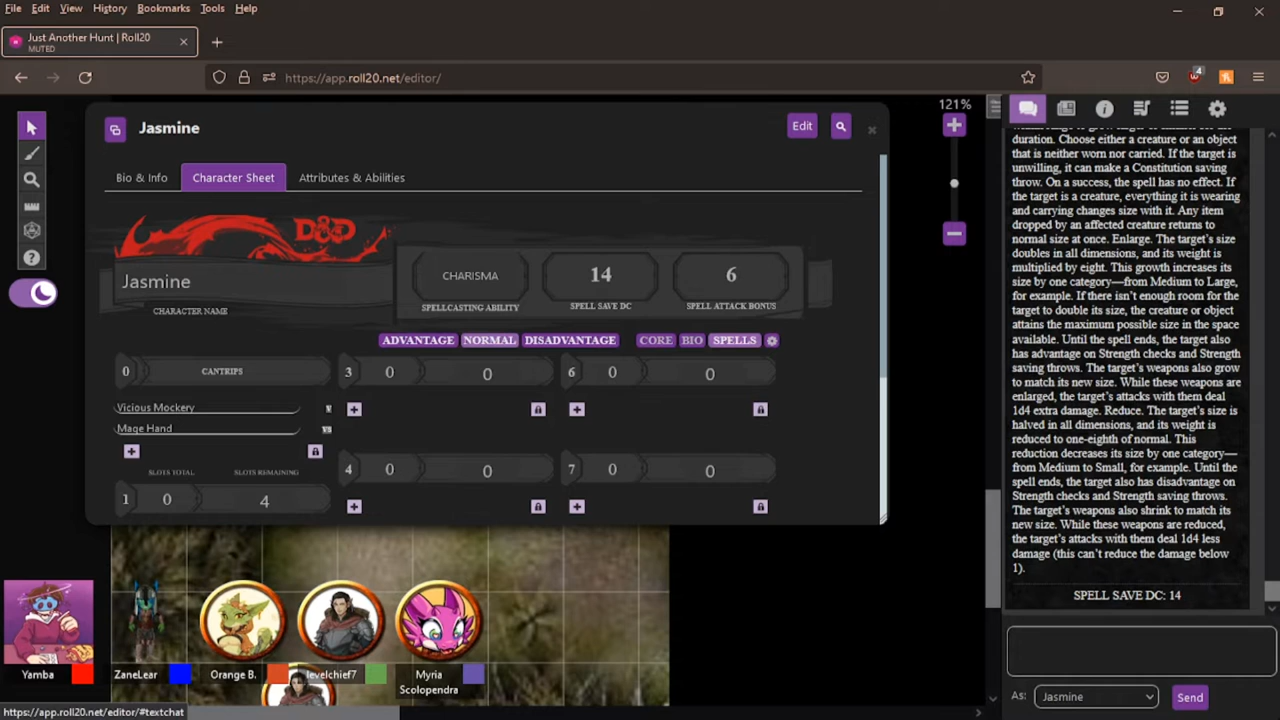 File Edit View History Bookmarks Tools Help
Just Another Hunt | Roll20
MUTED
https://app.roll20.net/editor/
4
Jasmine
Edit
121%
Bio & Info Character Sheet Attributes & Abilities
D&D
Jasmine
CHARACTER NAME
CHARISMA 14 6
SPELLCASTING ABILITY SPELL SAVE DC SPELL ATTACK BONUS
ADVANTAGE NORMAL DISADVANTAGE CORE BIO SPELLS
0 CANTRIPS 3 0 0 6 0 0
Vicious Mockery V
Mage Hand
SLOTS TOTAL SLOTS REMAINING
4 0 0 7 0 0
1 0 4
duration. Choose either a creature or an object
that is neither worn nor carried. If the target is
unwilling, it can make a Constitution saving
throw. On a success, the spell has no effect. If
the target is a creature, everything it is wearing
and carrying changes size with it. Any item
dropped by an affected creature returns to
normal size at once. Enlarge. The target's size
doubles in all dimensions, and its weight is
multiplied by eight. This growth increases its
size by one category—from Medium to Large,
for example. If there isn't enough room for the
target to double its size, the creature or object
attains the maximum possible size in the space
available. Until the spell ends, the target also
has advantage on Strength checks and Strength
saving throws. The target's weapons also grow
to match its new size. While these weapons are
enlarged, the target's attacks with them deal
1d4 extra damage. Reduce. The target's size is
halved in all dimensions, and its weight is
reduced to one-eighth of normal. This
reduction decreases its size by one category—
from Medium to Small, for example. Until the
spell ends, the target also has disadvantage on
Strength checks and Strength saving throws.
The target's weapons also shrink to match its
new size. While these weapons are reduced,
the target's attacks with them deal 1d4 less
damage (this can't reduce the damage below
1).
SPELL SAVE DC: 14
Yamba ZaneLear Orange B. levelchief7 Myria
Scolopendra
As: Jasmine Send
https://app.roll20.net/editor/#textchat